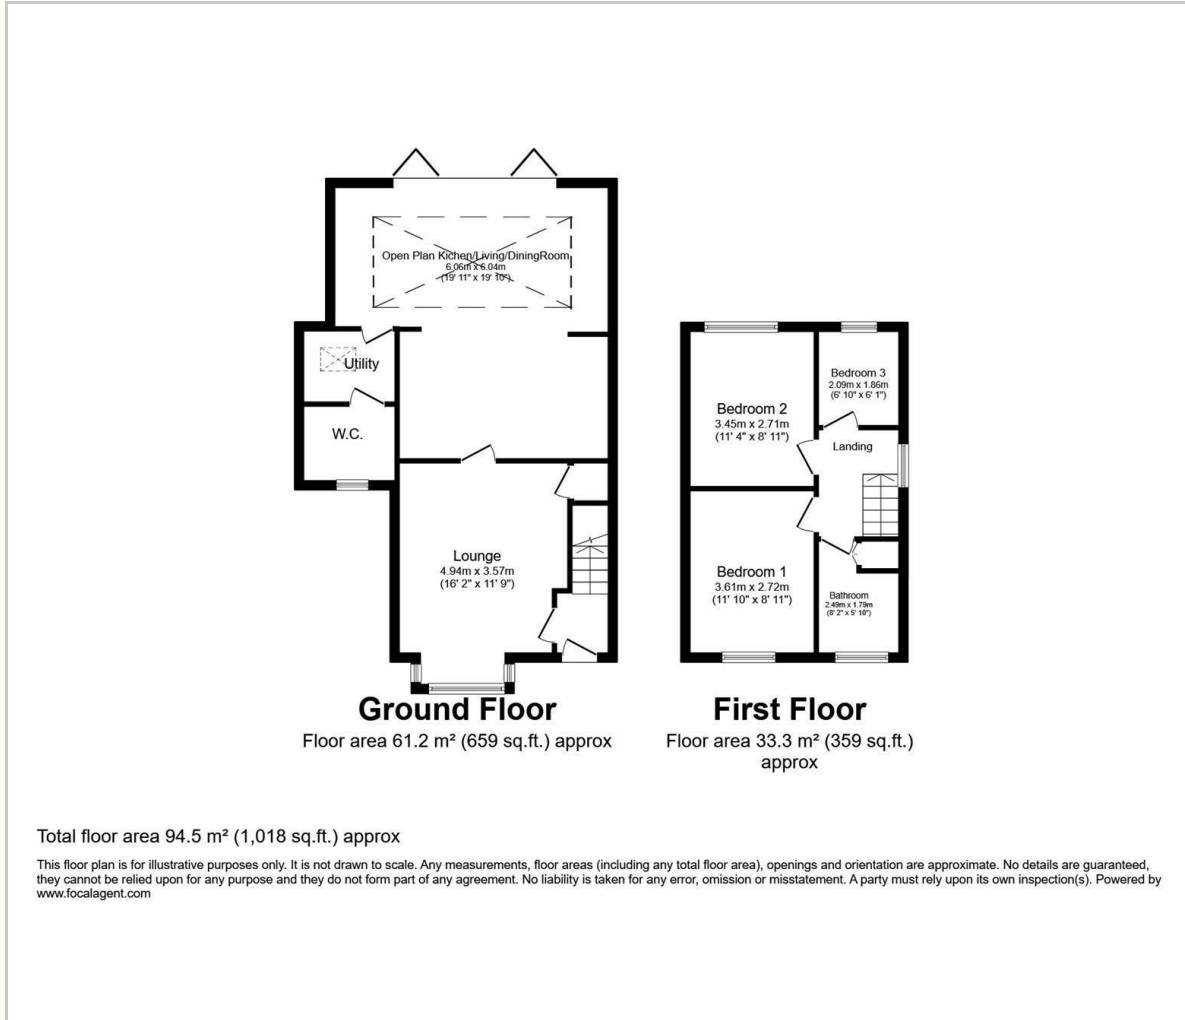 Open Plan Kichen/Living/DiningRoom
6.06m x 6.04m
(19' 11" x 19' 10")
Utility
W.C.
Lounge
4.94m x 3.57m
(16' 2" x 11' 9")
Bedroom 2
3.45m x 2.71m
(11' 4" x 8' 11")
Bedroom 3
2.09m x 1.86m
(6' 10" x 6' 1")
Landing
Bedroom 1
3.61m x 2.72m
(11' 10" x 8' 11")
Bathroom
2.49m x 1.79m
(8' 2" x 5' 10")
Ground Floor
Floor area 61.2 m² (659 sq.ft.) approx
First Floor
Floor area 33.3 m² (359 sq.ft.)
approx
Total floor area 94.5 m² (1,018 sq.ft.) approx
This floor plan is for illustrative purposes only. It is not drawn to scale. Any measurements, floor areas (including any total floor area), openings and orientation are approximate. No details are guaranteed,
they cannot be relied upon for any purpose and they do not form part of any agreement. No liability is taken for any error, omission or misstatement. A party must rely upon its own inspection(s). Powered by
www.focalagent.com